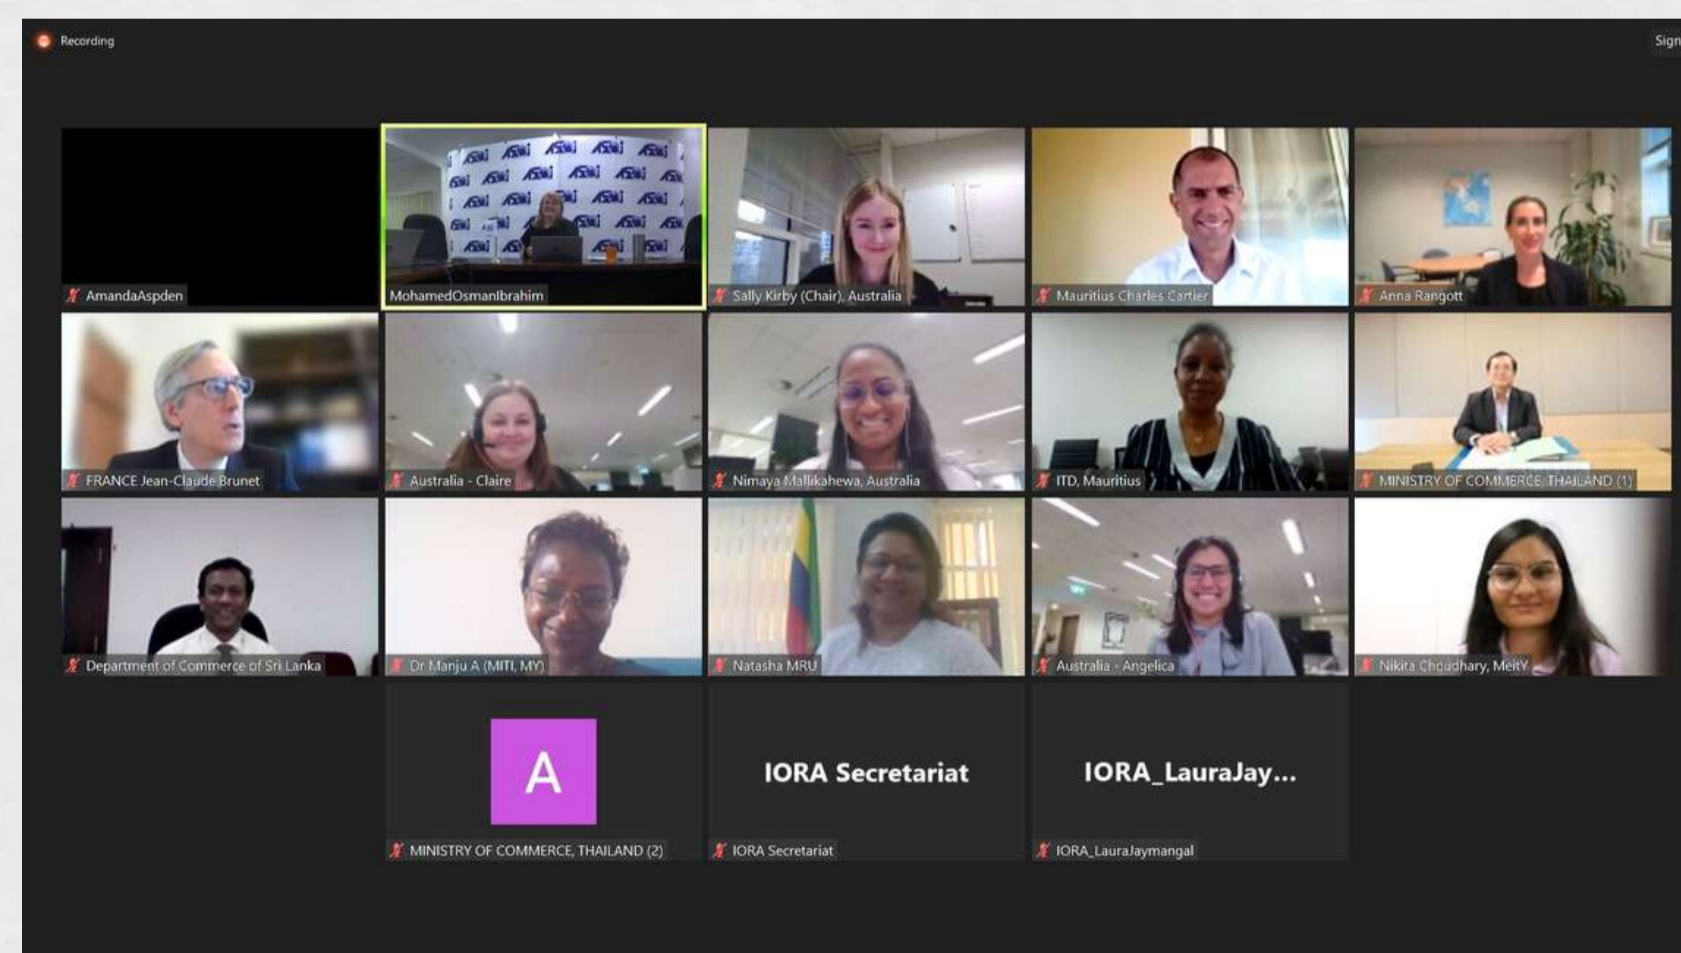 Recording
Sign
AmandaAspden
MohamedOsmanIbrahim
Sally Kirby (Chair), Australia
Mauritius Charles Cartier
Anna Rangott
FRANCE Jean-Claude Brunet
Australia - Claire
Nimaya Mallikahewa, Australia
ITD, Mauritius
MINISTRY OF COMMERCE, THAILAND (1)
Department of Commerce of Sri Lanka
Dr Manju A (MITI, MY)
Natasha MRU
Australia - Angelica
Nikita Choudhary, MeitY
A
IORA Secretariat
IORA_LauraJay...
MINISTRY OF COMMERCE, THAILAND (2)
IORA Secretariat
IORA_LauraJaymangal